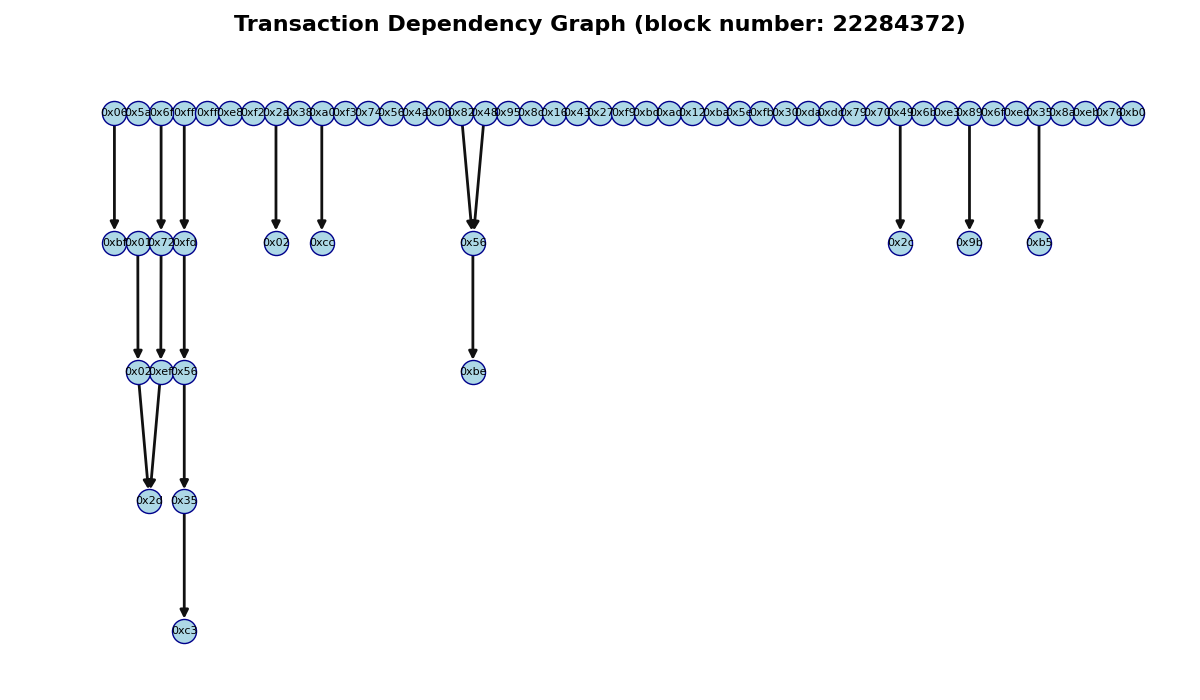 Transaction Dependency Graph (block number: 22284372)
0x06 0x5a 0x6f 0xff 0xff 0xe8 0xf2 0x2a 0x38 0xa0 0xf3 0x74 0x56 0x4a 0x0b 0x82 0x48 0x95 0x8c 0x16 0x43 0x27 0xf9 0xbd 0xad 0x12 0xba 0x5e 0xfb 0x30 0xda 0xdd 0x79 0x70 0x49 0x6b 0xe3 0x89 0x6f 0xec 0x35 0x8a 0xeb 0x76 0xb0
0xbf 0x01 0x72 0xfd 0x02 0xcc 0x56 0x2c 0x9b 0xb5
0x02 0xef 0x56 0xbe
0x2d 0x35
0xc3